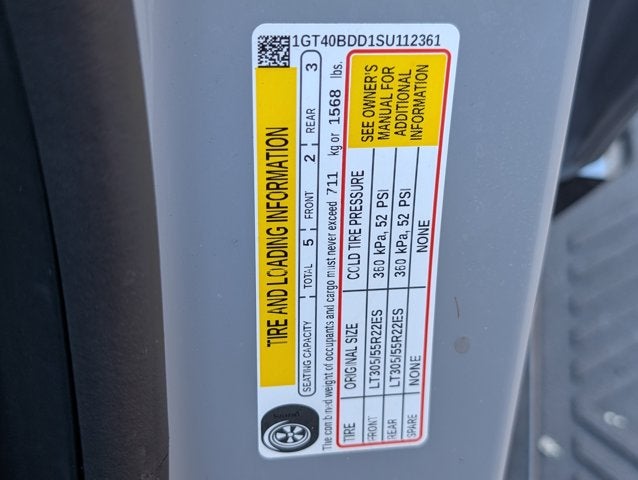 1GT40BDD1SU112361
TIRE AND LOADING INFORMATION
SEATING CAPACITY TOTAL 5 FRONT 2 REAR 3
The combined weight of occupants and cargo must never exceed 711 kg or 1568 lbs.
TIRE ORIGINAL SIZE COLD TIRE PRESSURE
FRONT LT305/55R22ES 360 kPa, 52 PSI
REAR LT305/55R22ES 360 kPa, 52 PSI
SPARE NONE NONE
SEE OWNER'S
MANUAL FOR
ADDITIONAL
INFORMATION